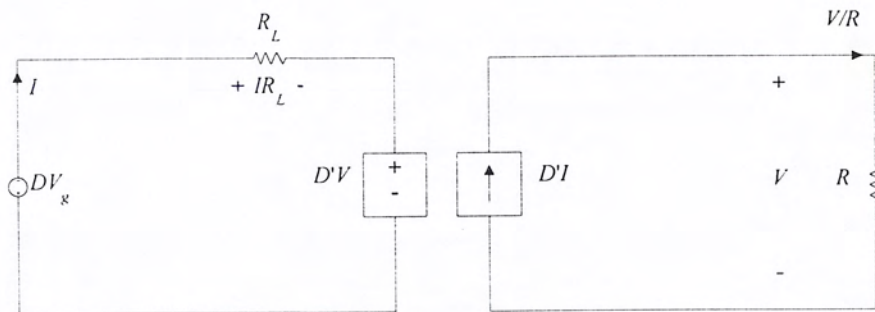 R_L
V/R
I
+ IR_L -
+
DV_g
D'V
+
-
D'I
V
R
-